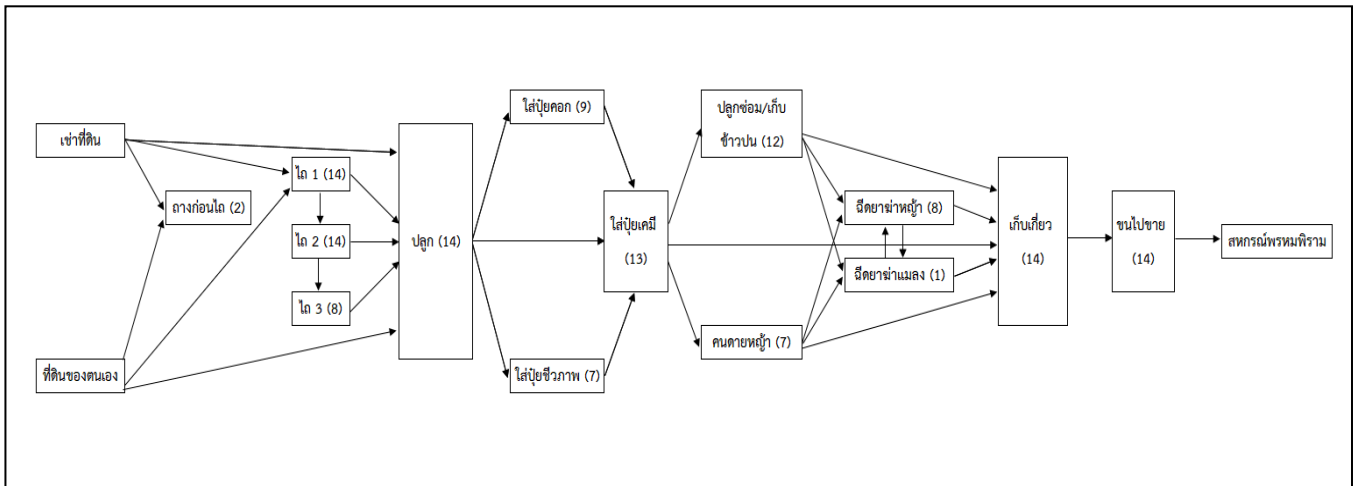 เช่าที่ดิน
ที่ดินของตนเอง
ถางก่อนไถ (2)
ไถ 1 (14)
ไถ 2 (14)
ไถ 3 (8)
ปลูก (14)
ใส่ปุ๋ยคอก (9)
ใส่ปุ๋ยชีวภาพ (7)
ใส่ปุ๋ยเคมี
(13)
ปลูกซ่อม/เก็บ
ข้าวปน (12)
คนดายหญ้า (7)
ฉีดยาฆ่าหญ้า (8)
ฉีดยาฆ่าแมลง (1)
เก็บเกี่ยว
(14)
ขนไปขาย
(14)
สหกรณ์พรหมพิราม